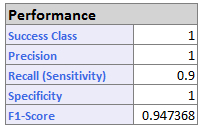 Performance
Success Class 1
Precision 1
Recall (Sensitivity) 0.9
Specificity 1
F1-Score 0.947368